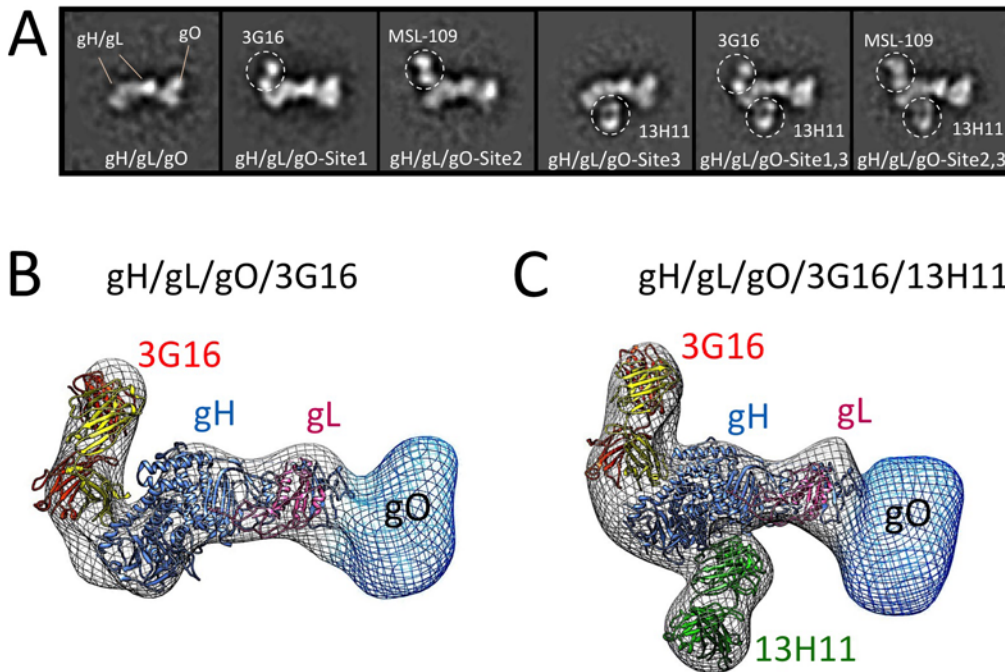 A
gH/gL
gO
gH/gL/gO
3G16
gH/gL/gO-Site1
MSL-109
gH/gL/gO-Site2
13H11
gH/gL/gO-Site3
3G16
13H11
gH/gL/gO-Site1,3
MSL-109
13H11
gH/gL/gO-Site2,3
B
gH/gL/gO/3G16
3G16
gH
gL
gO
C
gH/gL/gO/3G16/13H11
3G16
gH
gL
gO
13H11